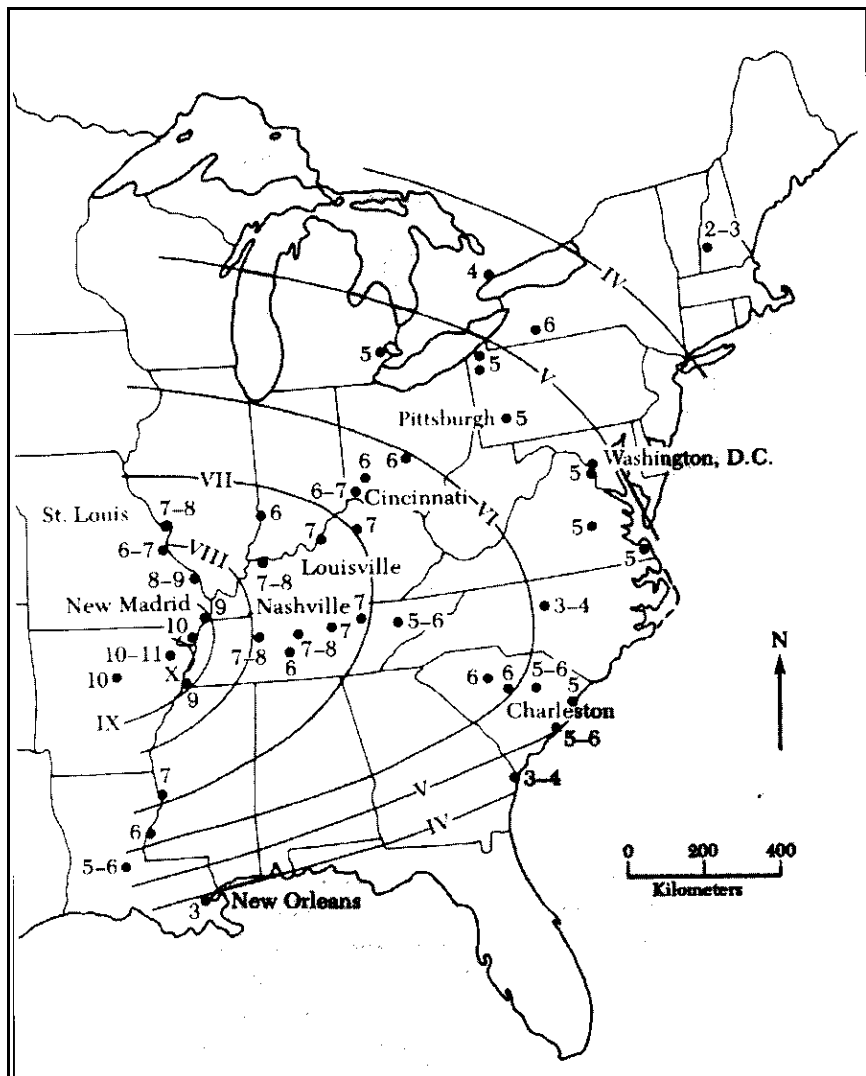 2–3
IV
4
6
5
5
V
Pittsburgh
5
Washington, D.C.
5
6
6
VII
6–7
Cincinnati
VI
7–8
St. Louis
6
7
7
5
5
6–7
VIII
Louisville
8–9
7–8
New Madrid
9
Nashville
7
3–4
10
7
5–6
10–11
7–8
7–8
6
10
X
9
6
6
5–6
5
N
IX
Charleston
5–6
7
V
3–4
6
IV
5–6
0 200 400
Kilometers
3
New Orleans